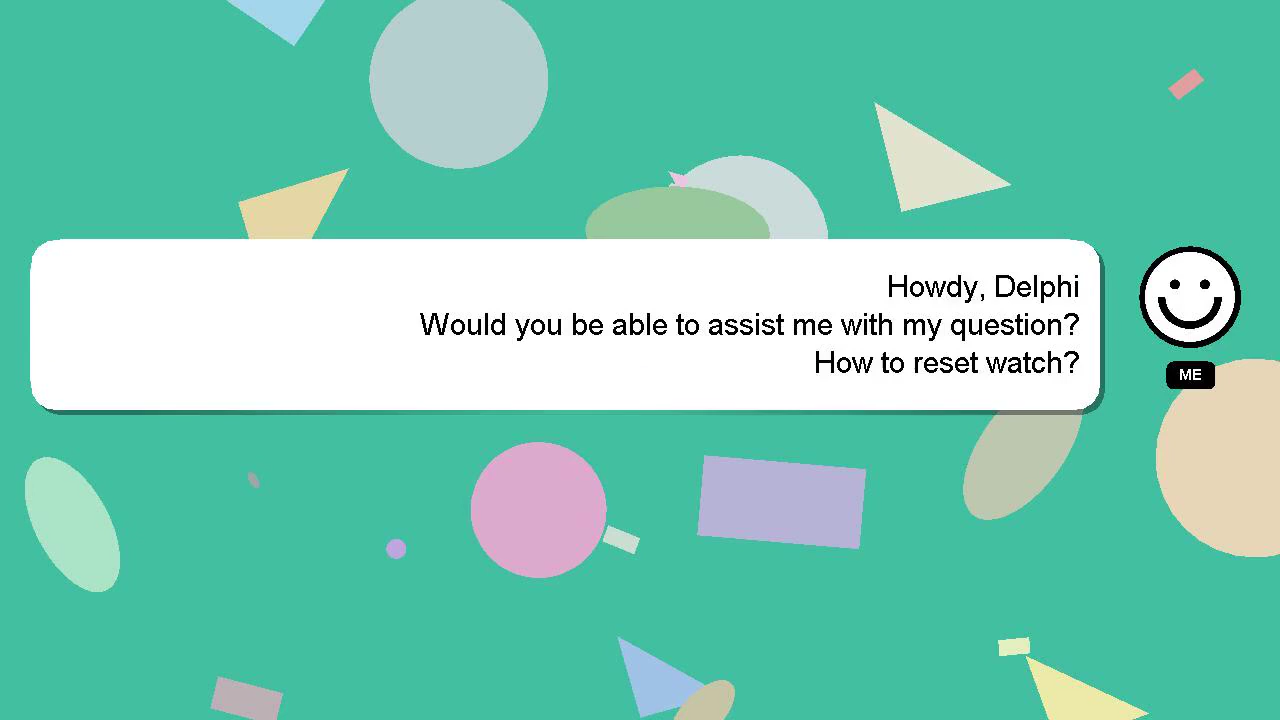 Howdy, Delphi
Would you be able to assist me with my question?
How to reset watch?
ME